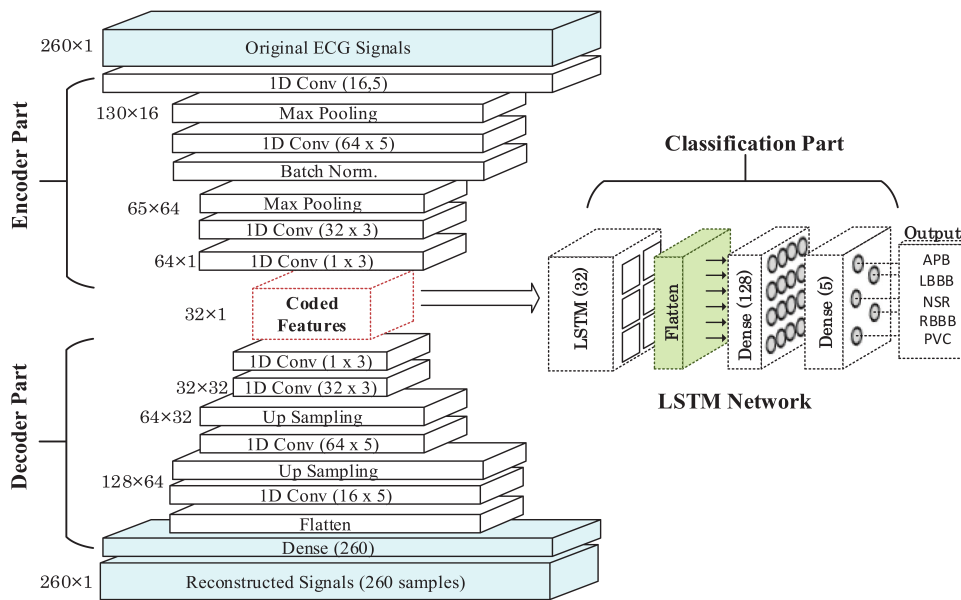 260×1
Original ECG Signals
Encoder Part
1D Conv (16,5)
130×16
Max Pooling
1D Conv (64 x 5)
Batch Norm.
65×64
Max Pooling
1D Conv (32 x 3)
64×1
1D Conv (1 x 3)
32×1
Coded
Features
Decoder Part
1D Conv (1 x 3)
32×32
1D Conv (32 x 3)
64×32
Up Sampling
1D Conv (64 x 5)
Up Sampling
128×64
1D Conv (16 x 5)
Flatten
Dense (260)
260×1
Reconstructed Signals (260 samples)
Classification Part
LSTM (32)
Flatten
Dense (128)
Dense (5)
Output
APB
LBBB
NSR
RBBB
PVC
LSTM Network